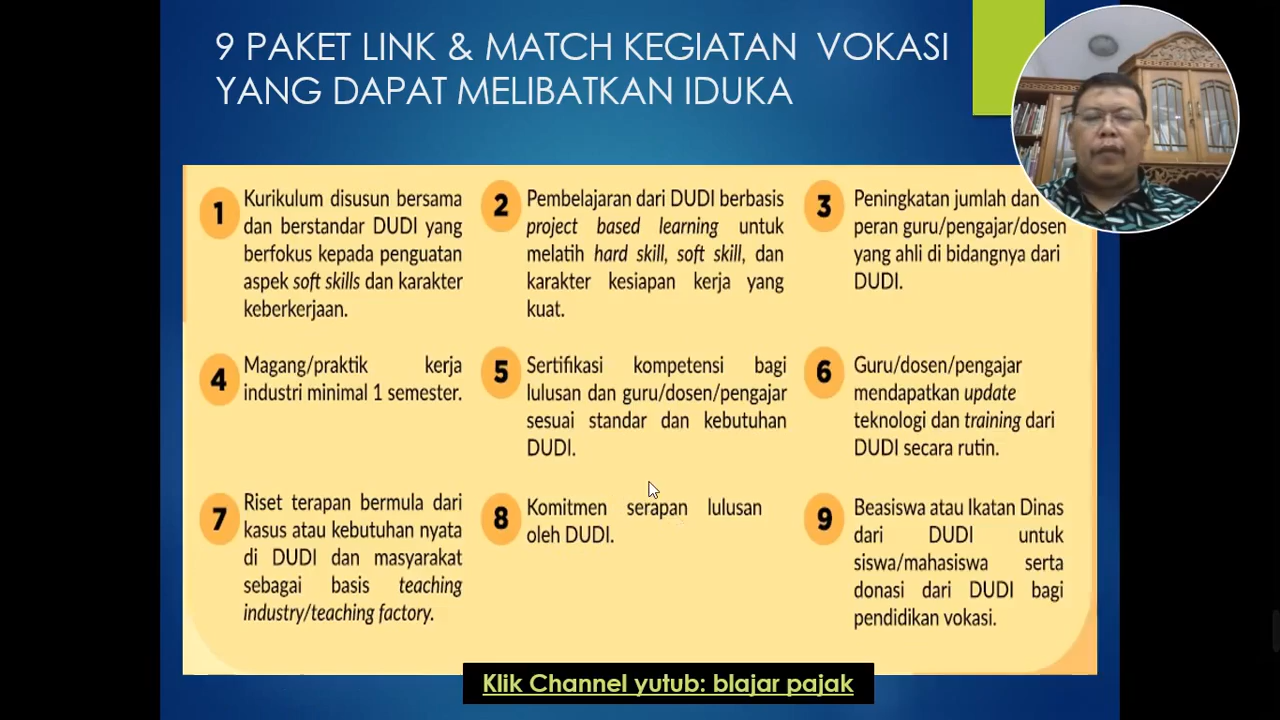 9 PAKET LINK & MATCH KEGIATAN VOKASI
YANG DAPAT MELIBATKAN IDUKA
1
Kurikulum disusun bersama
dan berstandar DUDI yang
berfokus kepada penguatan
aspek soft skills dan karakter
keberkerjaan.
2
Pembelajaran dari DUDI berbasis
project based learning untuk
melatih hard skill, soft skill, dan
karakter kesiapan kerja yang
kuat.
3
Peningkatan jumlah dan
peran guru/pengajar/dosen
yang ahli di bidangnya dari
DUDI.
4
Magang/praktik kerja
industri minimal 1 semester.
5
Sertifikasi kompetensi bagi
lulusan dan guru/dosen/pengajar
sesuai standar dan kebutuhan
DUDI.
6
Guru/dosen/pengajar
mendapatkan update
teknologi dan training dari
DUDI secara rutin.
7
Riset terapan bermula dari
kasus atau kebutuhan nyata
di DUDI dan masyarakat
sebagai basis teaching
industry/teaching factory.
8
Komitmen serapan lulusan
oleh DUDI.
9
Beasiswa atau Ikatan Dinas
dari DUDI untuk
siswa/mahasiswa serta
donasi dari DUDI bagi
pendidikan vokasi.
Klik Channel yutub: blajar pajak